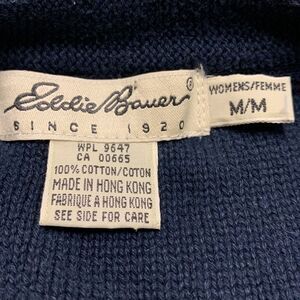 Eddie Bauer®
SINCE 1920
WOMENS/FEMME
M/M
WPL 9647
CA 00665
100% COTTON/COTON
MADE IN HONG KONG
FABRIQUE A HONG KONG
SEE SIDE FOR CARE